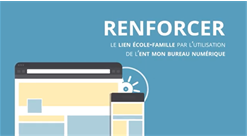 RENFORCER
LE LIEN ÉCOLE-FAMILLE PAR L'UTILISATION
DE L'ENT MON BUREAU NUMÉRIQUE